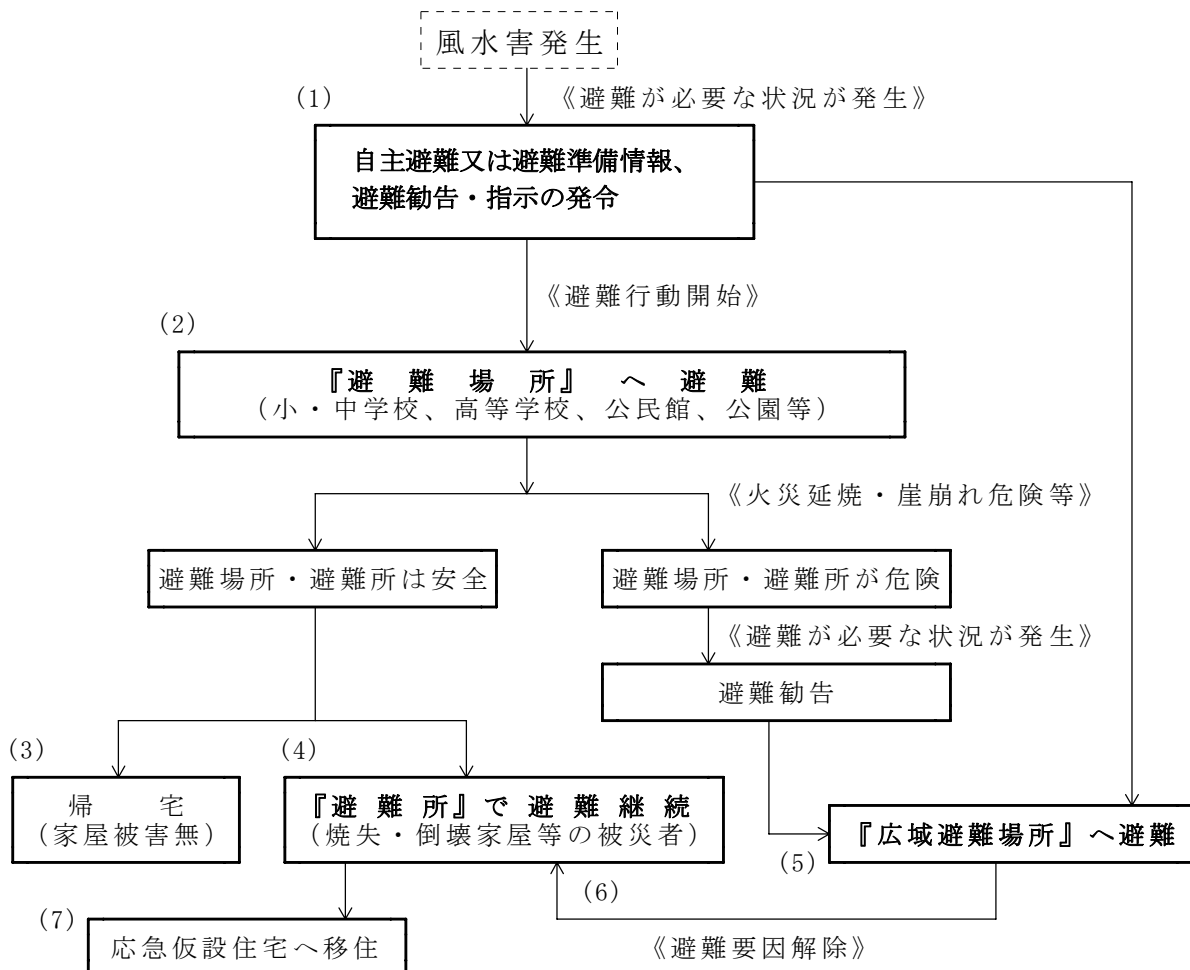 風水害発生
《避難が必要な状況が発生》
(1)
自主避難又は避難準備情報、
避難勧告・指示の発令
《避難行動開始》
(2)
『避難場所』へ避難
(小・中学校、高等学校、公民館、公園等)
《火災延焼・崖崩れ危険等》
避難場所・避難所は安全
避難場所・避難所が危険
《避難が必要な状況が発生》
避難勧告
(3)
帰宅
(家屋被害無)
(4)
『避難所』で避難継続
(焼失・倒壊家屋等の被災者)
『広域避難場所』へ避難
(5)
(6)
《避難要因解除》
(7)
応急仮設住宅へ移住